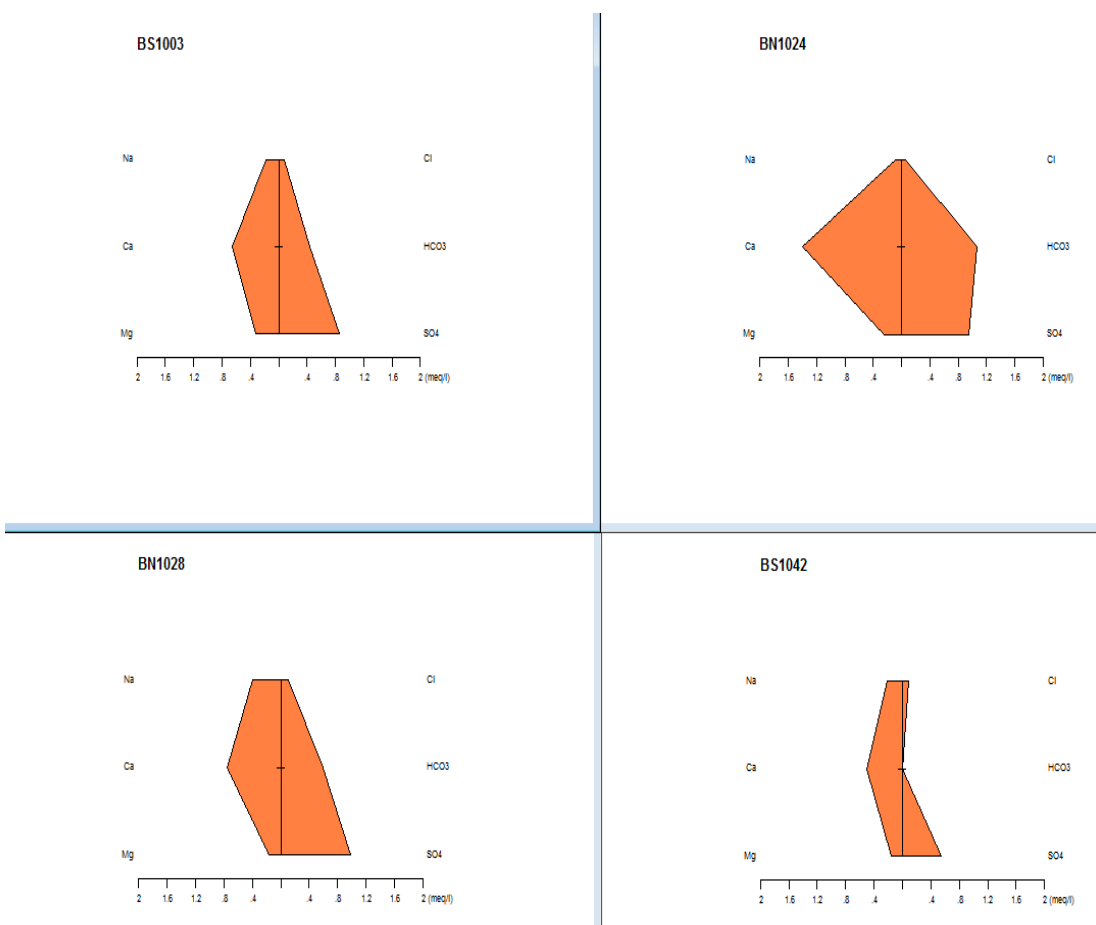 BS1003
Na Cl
Ca HCO3
Mg SO4
2 1.6 1.2 .8 .4 .4 .8 1.2 1.6 2 (meq/l)
BN1024
Na Cl
Ca HCO3
Mg SO4
2 1.6 1.2 .8 .4 .4 .8 1.2 1.6 2 (meq/l)
BN1028
Na Cl
Ca HCO3
Mg SO4
2 1.6 1.2 .8 .4 .4 .8 1.2 1.6 2 (meq/l)
BS1042
Na Cl
Ca HCO3
Mg SO4
2 1.6 1.2 .8 .4 .4 .8 1.2 1.6 2 (meq/l)